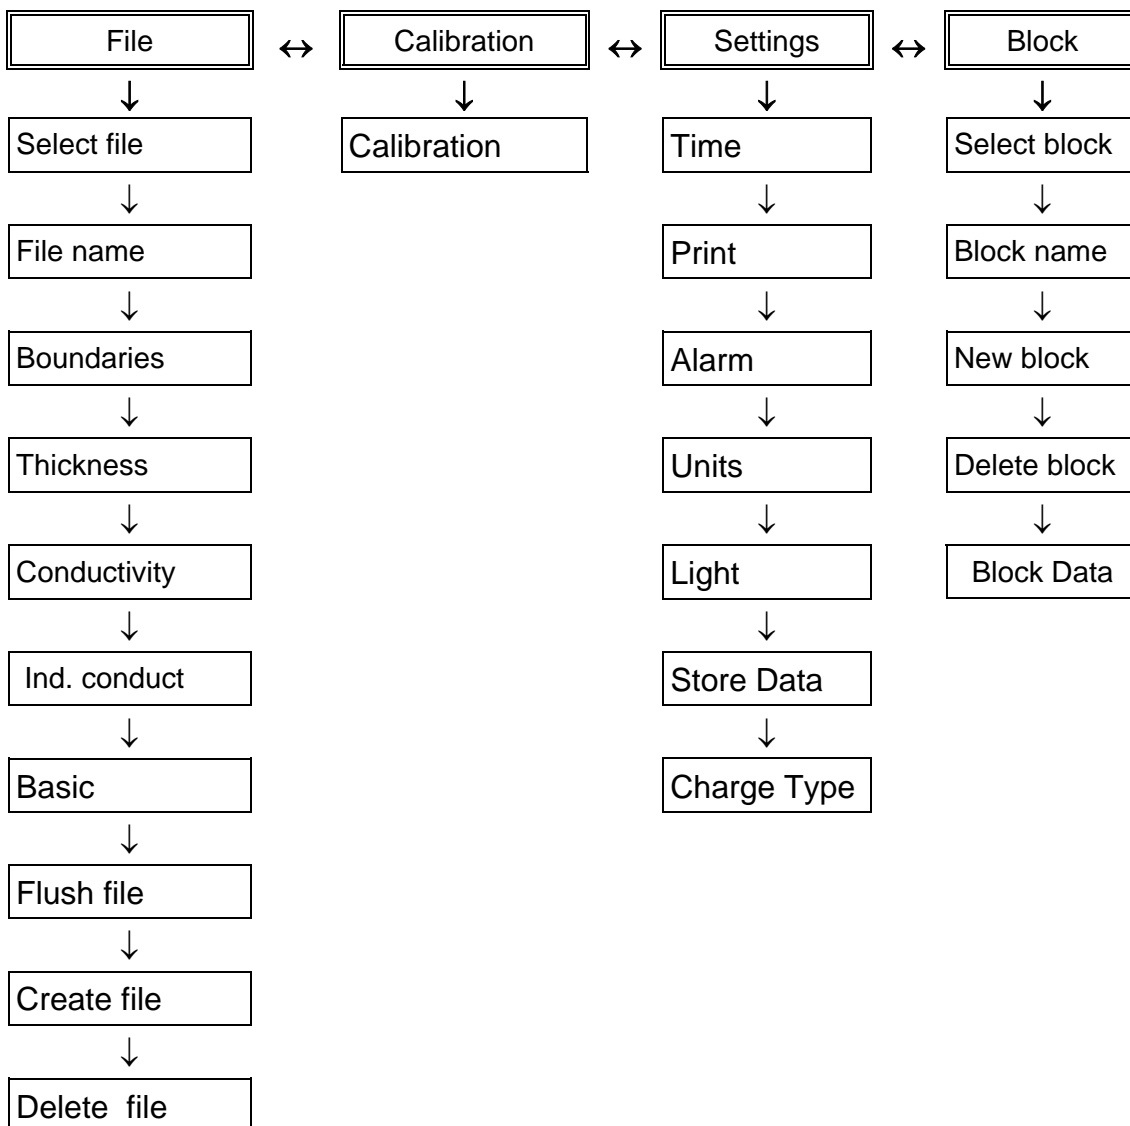 File ↔ Calibration ↔ Settings ↔ Block
↓ ↓ ↓ ↓
Select file Calibration Time Select block
↓ ↓ ↓
File name Print Block name
↓ ↓ ↓
Boundaries Alarm New block
↓ ↓ ↓
Thickness Units Delete block
↓ ↓ ↓
Conductivity Light Block Data
↓ ↓
Ind. conduct Store Data
↓ ↓
Basic Charge Type
↓
Flush file
↓
Create file
↓
Delete file